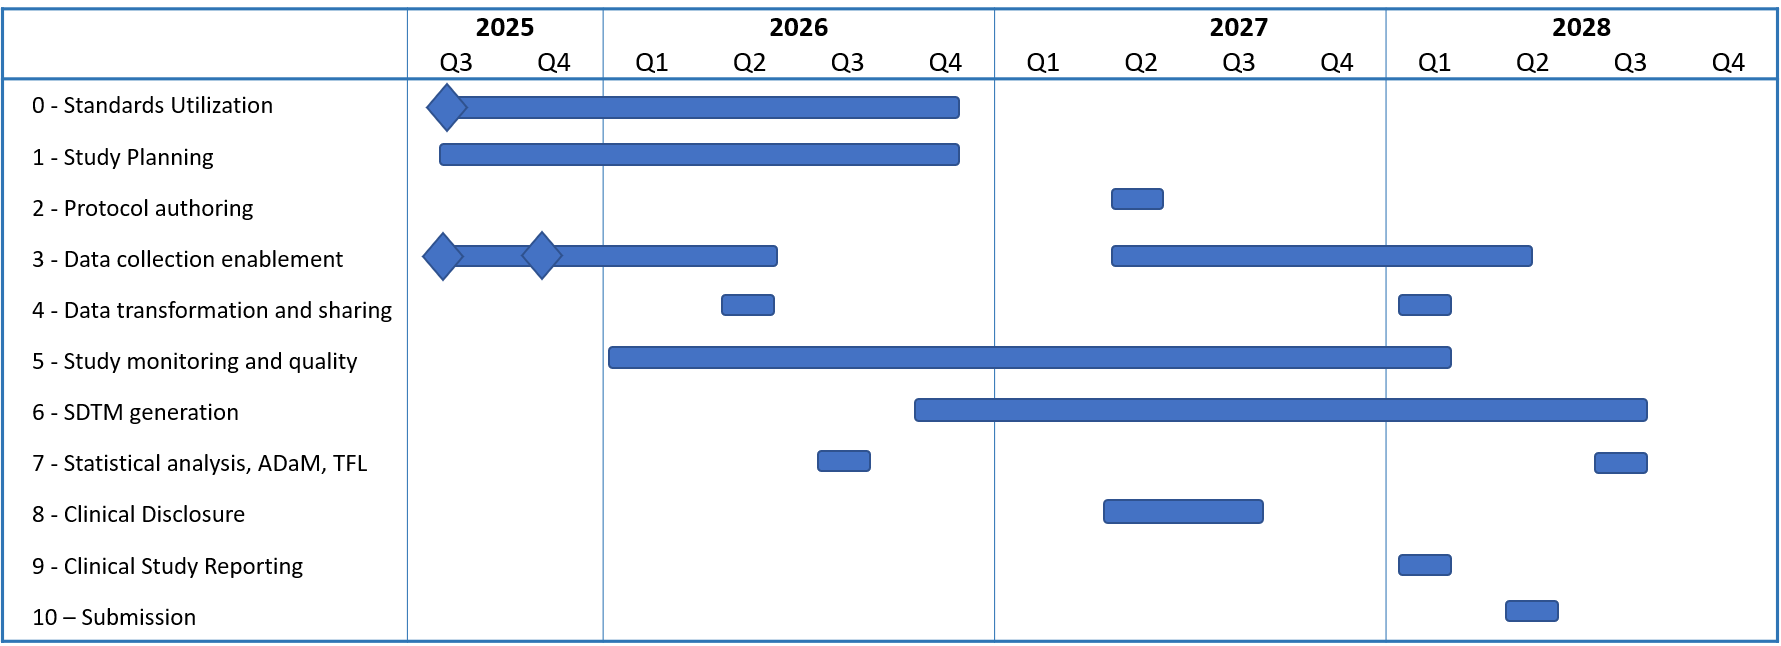 2025 2026 2027 2028
Q3 Q4 Q1 Q2 Q3 Q4 Q1 Q2 Q3 Q4 Q1 Q2 Q3 Q4
0 - Standards Utilization
1 - Study Planning
2 - Protocol authoring
3 - Data collection enablement
4 - Data transformation and sharing
5 - Study monitoring and quality
6 - SDTM generation
7 - Statistical analysis, ADaM, TFL
8 - Clinical Disclosure
9 - Clinical Study Reporting
10 – Submission